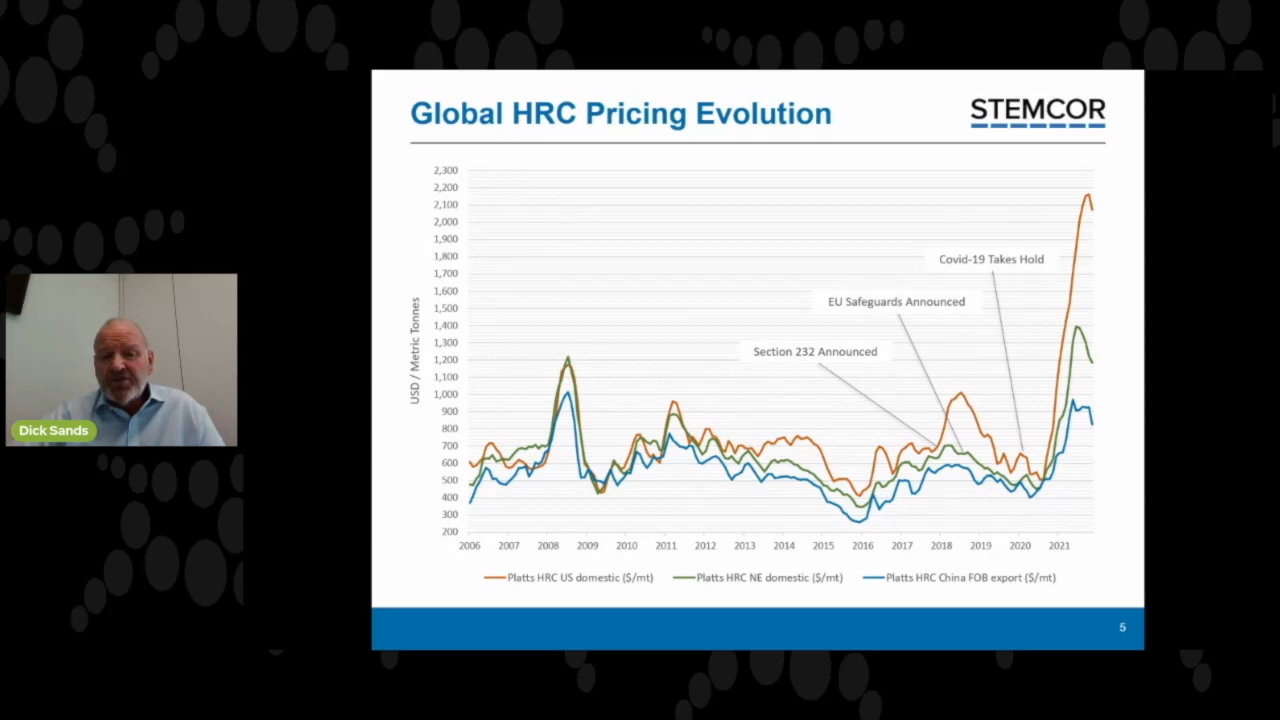 Global HRC Pricing Evolution
STEMCOR
2,300
2,200
2,100
2,000
1,900
1,800
1,700
1,600
1,500
1,400
1,300
1,200
1,100
1,000
900
800
700
600
500
400
300
200
USD / Metric Tonnes
Covid-19 Takes Hold
EU Safeguards Announced
Section 232 Announced
2006 2007 2008 2009 2010 2011 2012 2013 2014 2015 2016 2017 2018 2019 2020 2021
Platts HRC US domestic ($/mt) Platts HRC NE domestic ($/mt) Platts HRC China FOB export ($/mt)
5
Dick Sands